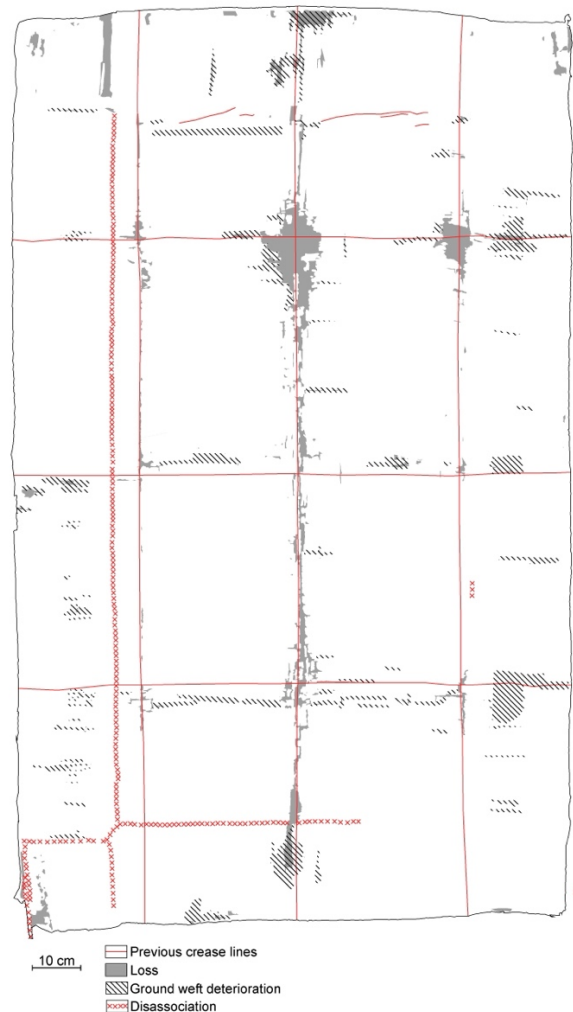 10 cm
Previous crease lines
Loss
Ground weft deterioration
Disassociation